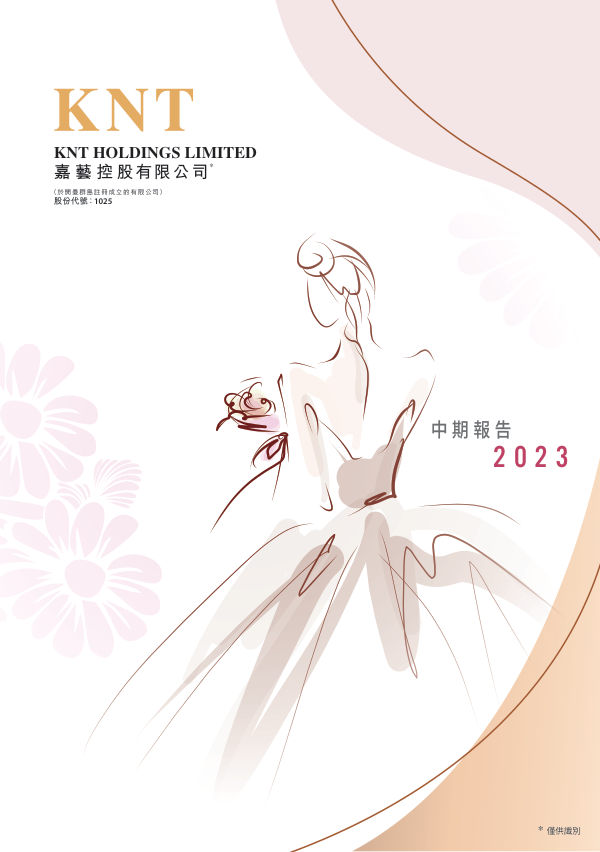 KNT
KNT HOLDINGS LIMITED
嘉藝控股有限公司*
（於開曼群島註冊成立的有限公司）
股份代號：1025
中期報告
2023
* 僅供識別